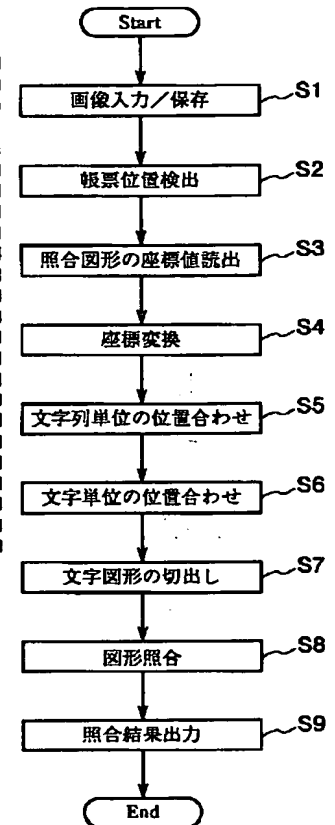 Start
画像入力／保存 S1
帳票位置検出 S2
照合図形の座標値読出 S3
座標変換 S4
文字列単位の位置合わせ S5
文字単位の位置合わせ S6
文字図形の切出し S7
図形照合 S8
照合結果出力 S9
End